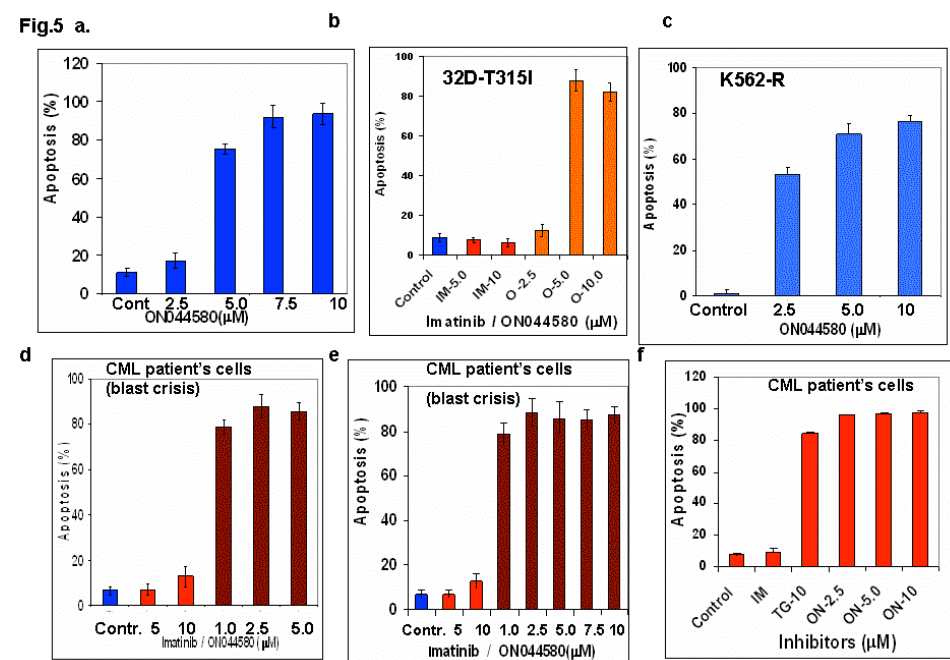 Fig.5 a.
120
100
80
60
40
20
0
Apoptosis (%)
Cont 2.5 5.0 7.5 10
ON044580(μM)
b
32D-T315I
100
80
60
40
20
0
Apoptosis (%)
Control IM-5.0 IM-10 O-2.5 O-5.0 O-10.0
Imatinib / ON044580 (μM)
c
K562-R
100
80
60
40
20
0
Apoptosis (%)
Control 2.5 5.0 10
ON044580 (μM)
d
CML patient's cells
(blast crisis)
100
80
60
40
20
0
Apoptosis (%)
Contr. 5 10 1.0 2.5 5.0
Imatinib / ON044580 (μM)
e
CML patient's cells
(blast crisis)
100
80
60
40
20
0
Apoptosis (%)
Contr. 5 10 1.0 2.5 5.0 7.5 10
Imatinib / ON044580 (μM)
f
CML patient's cells
120
100
80
60
40
20
0
Apoptosis (%)
Control IM TG-10 ON-2.5 ON-5.0 ON-10
Inhibitors (μM)